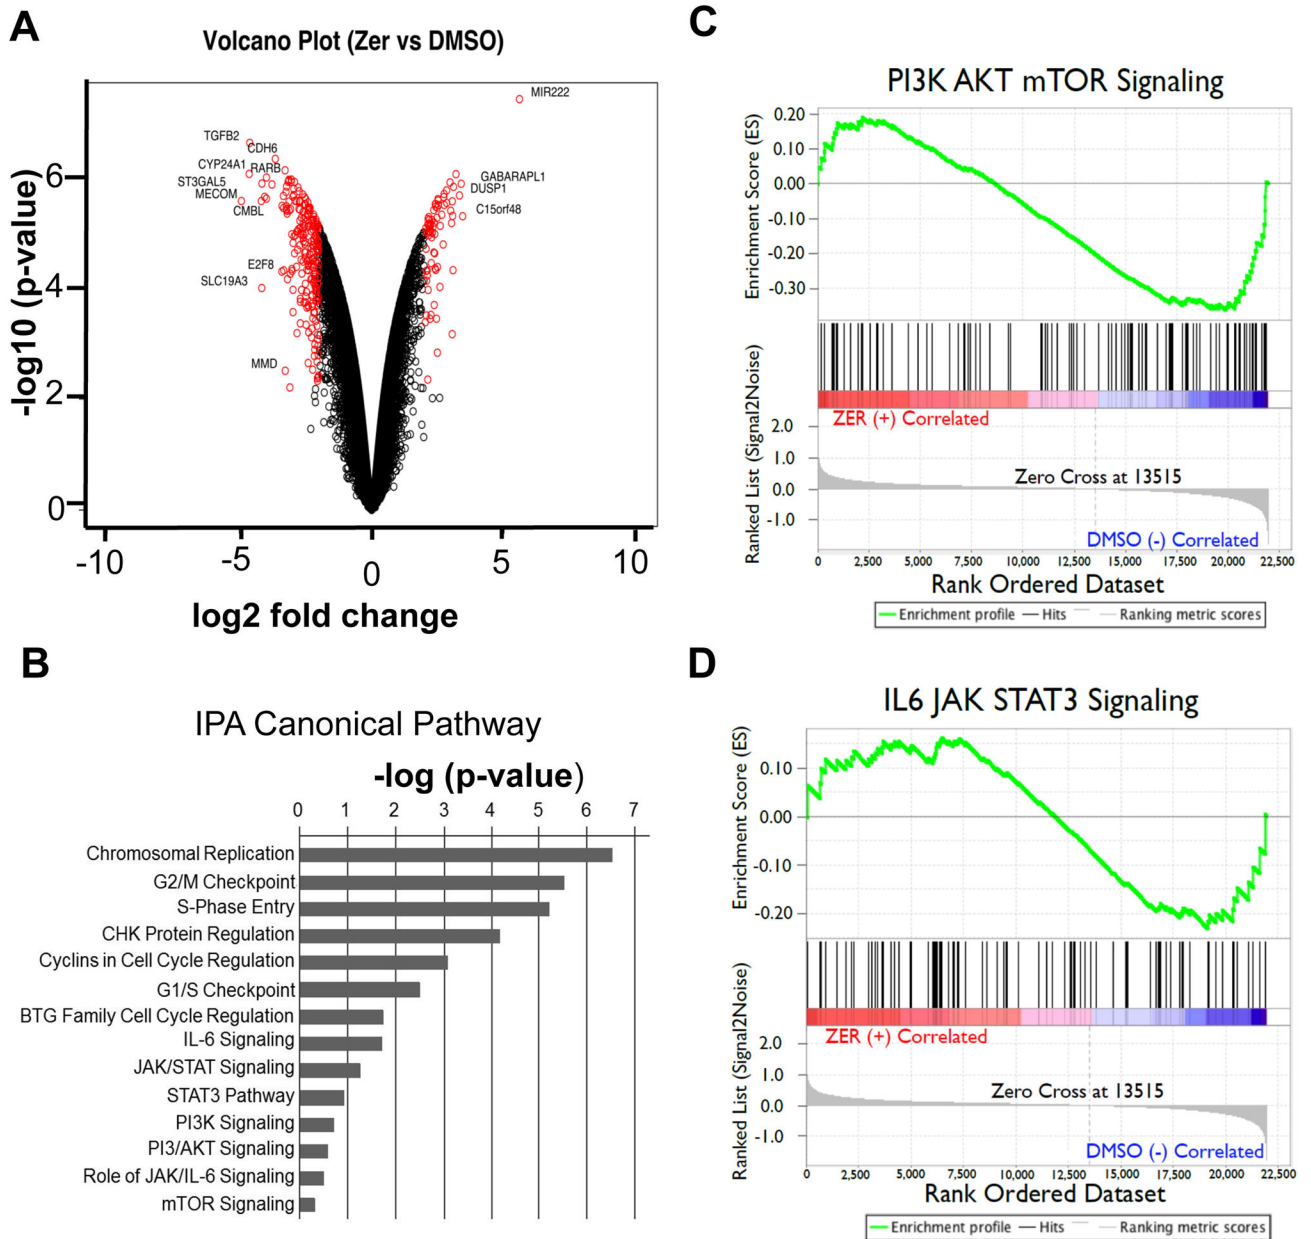 A
Volcano Plot (Zer vs DMSO)
MIR222
TGFB2
CDH6
CYP24A1
RARB
GABARAPL1
ST3GAL5
DUSP1
MECOM
C15orf48
CMBL
E2F8
SLC19A3
MMD
6
4
2
0
-log10 (p-value)
-10
-5
0
5
10
log2 fold change
B
IPA Canonical Pathway
-log (p-value)
0 1 2 3 4 5 6 7
Chromosomal Replication
G2/M Checkpoint
S-Phase Entry
CHK Protein Regulation
Cyclins in Cell Cycle Regulation
G1/S Checkpoint
BTG Family Cell Cycle Regulation
IL-6 Signaling
JAK/STAT Signaling
STAT3 Pathway
PI3K Signaling
PI3/AKT Signaling
Role of JAK/IL-6 Signaling
mTOR Signaling
C
PI3K AKT mTOR Signaling
Enrichment Score (ES)
0.20
0.10
0.00
-0.10
-0.20
-0.30
Ranked List (Signal2Noise)
ZER (+) Correlated
2.0
1.0
0.0
-1.0
Zero Cross at 13515
DMSO (-) Correlated
0 2,500 5,000 7,500 10,000 12,500 15,000 17,500 20,000 22,500
Rank Ordered Dataset
Enrichment profile Hits Ranking metric scores
D
IL6 JAK STAT3 Signaling
Enrichment Score (ES)
0.10
0.00
-0.10
-0.20
Ranked List (Signal2Noise)
ZER (+) Correlated
2.0
1.0
0.0
-1.0
Zero Cross at 13515
DMSO (-) Correlated
0 2,500 5,000 7,500 10,000 12,500 15,000 17,500 20,000 22,500
Rank Ordered Dataset
Enrichment profile Hits Ranking metric scores